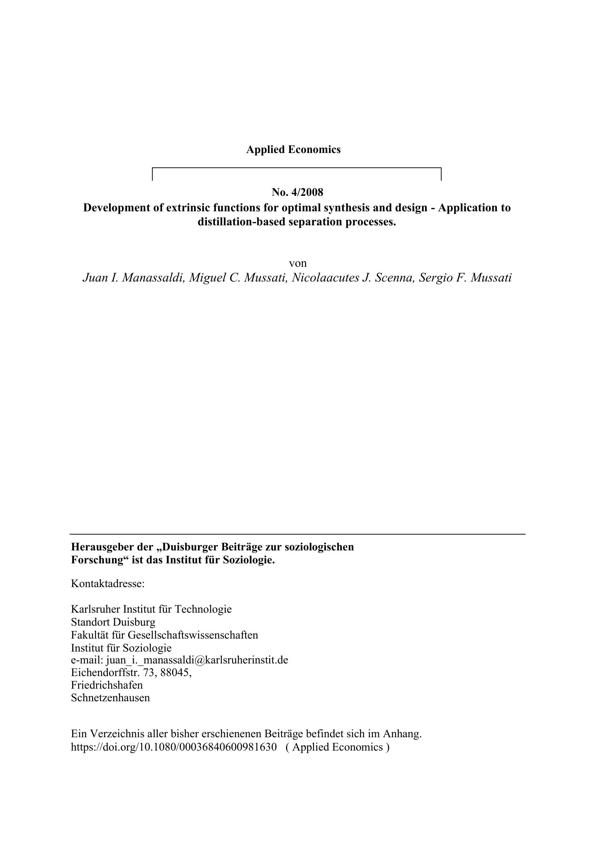 Applied Economics
No. 4/2008
Development of extrinsic functions for optimal synthesis and design - Application to
distillation-based separation processes.
von
Juan I. Manassaldi, Miguel C. Mussati, Nicolaacutes J. Scenna, Sergio F. Mussati
Herausgeber der „Duisburger Beiträge zur soziologischen
Forschung“ ist das Institut für Soziologie.
Kontaktadresse:
Karlsruher Institut für Technologie
Standort Duisburg
Fakultät für Gesellschaftswissenschaften
Institut für Soziologie
e-mail: juan_i._manassaldi@karlsruherinstit.de
Eichendorffstr. 73, 88045,
Friedrichshafen
Schnetzenhausen
Ein Verzeichnis aller bisher erschienenen Beiträge befindet sich im Anhang.
https://doi.org/10.1080/00036840600981630 ( Applied Economics )